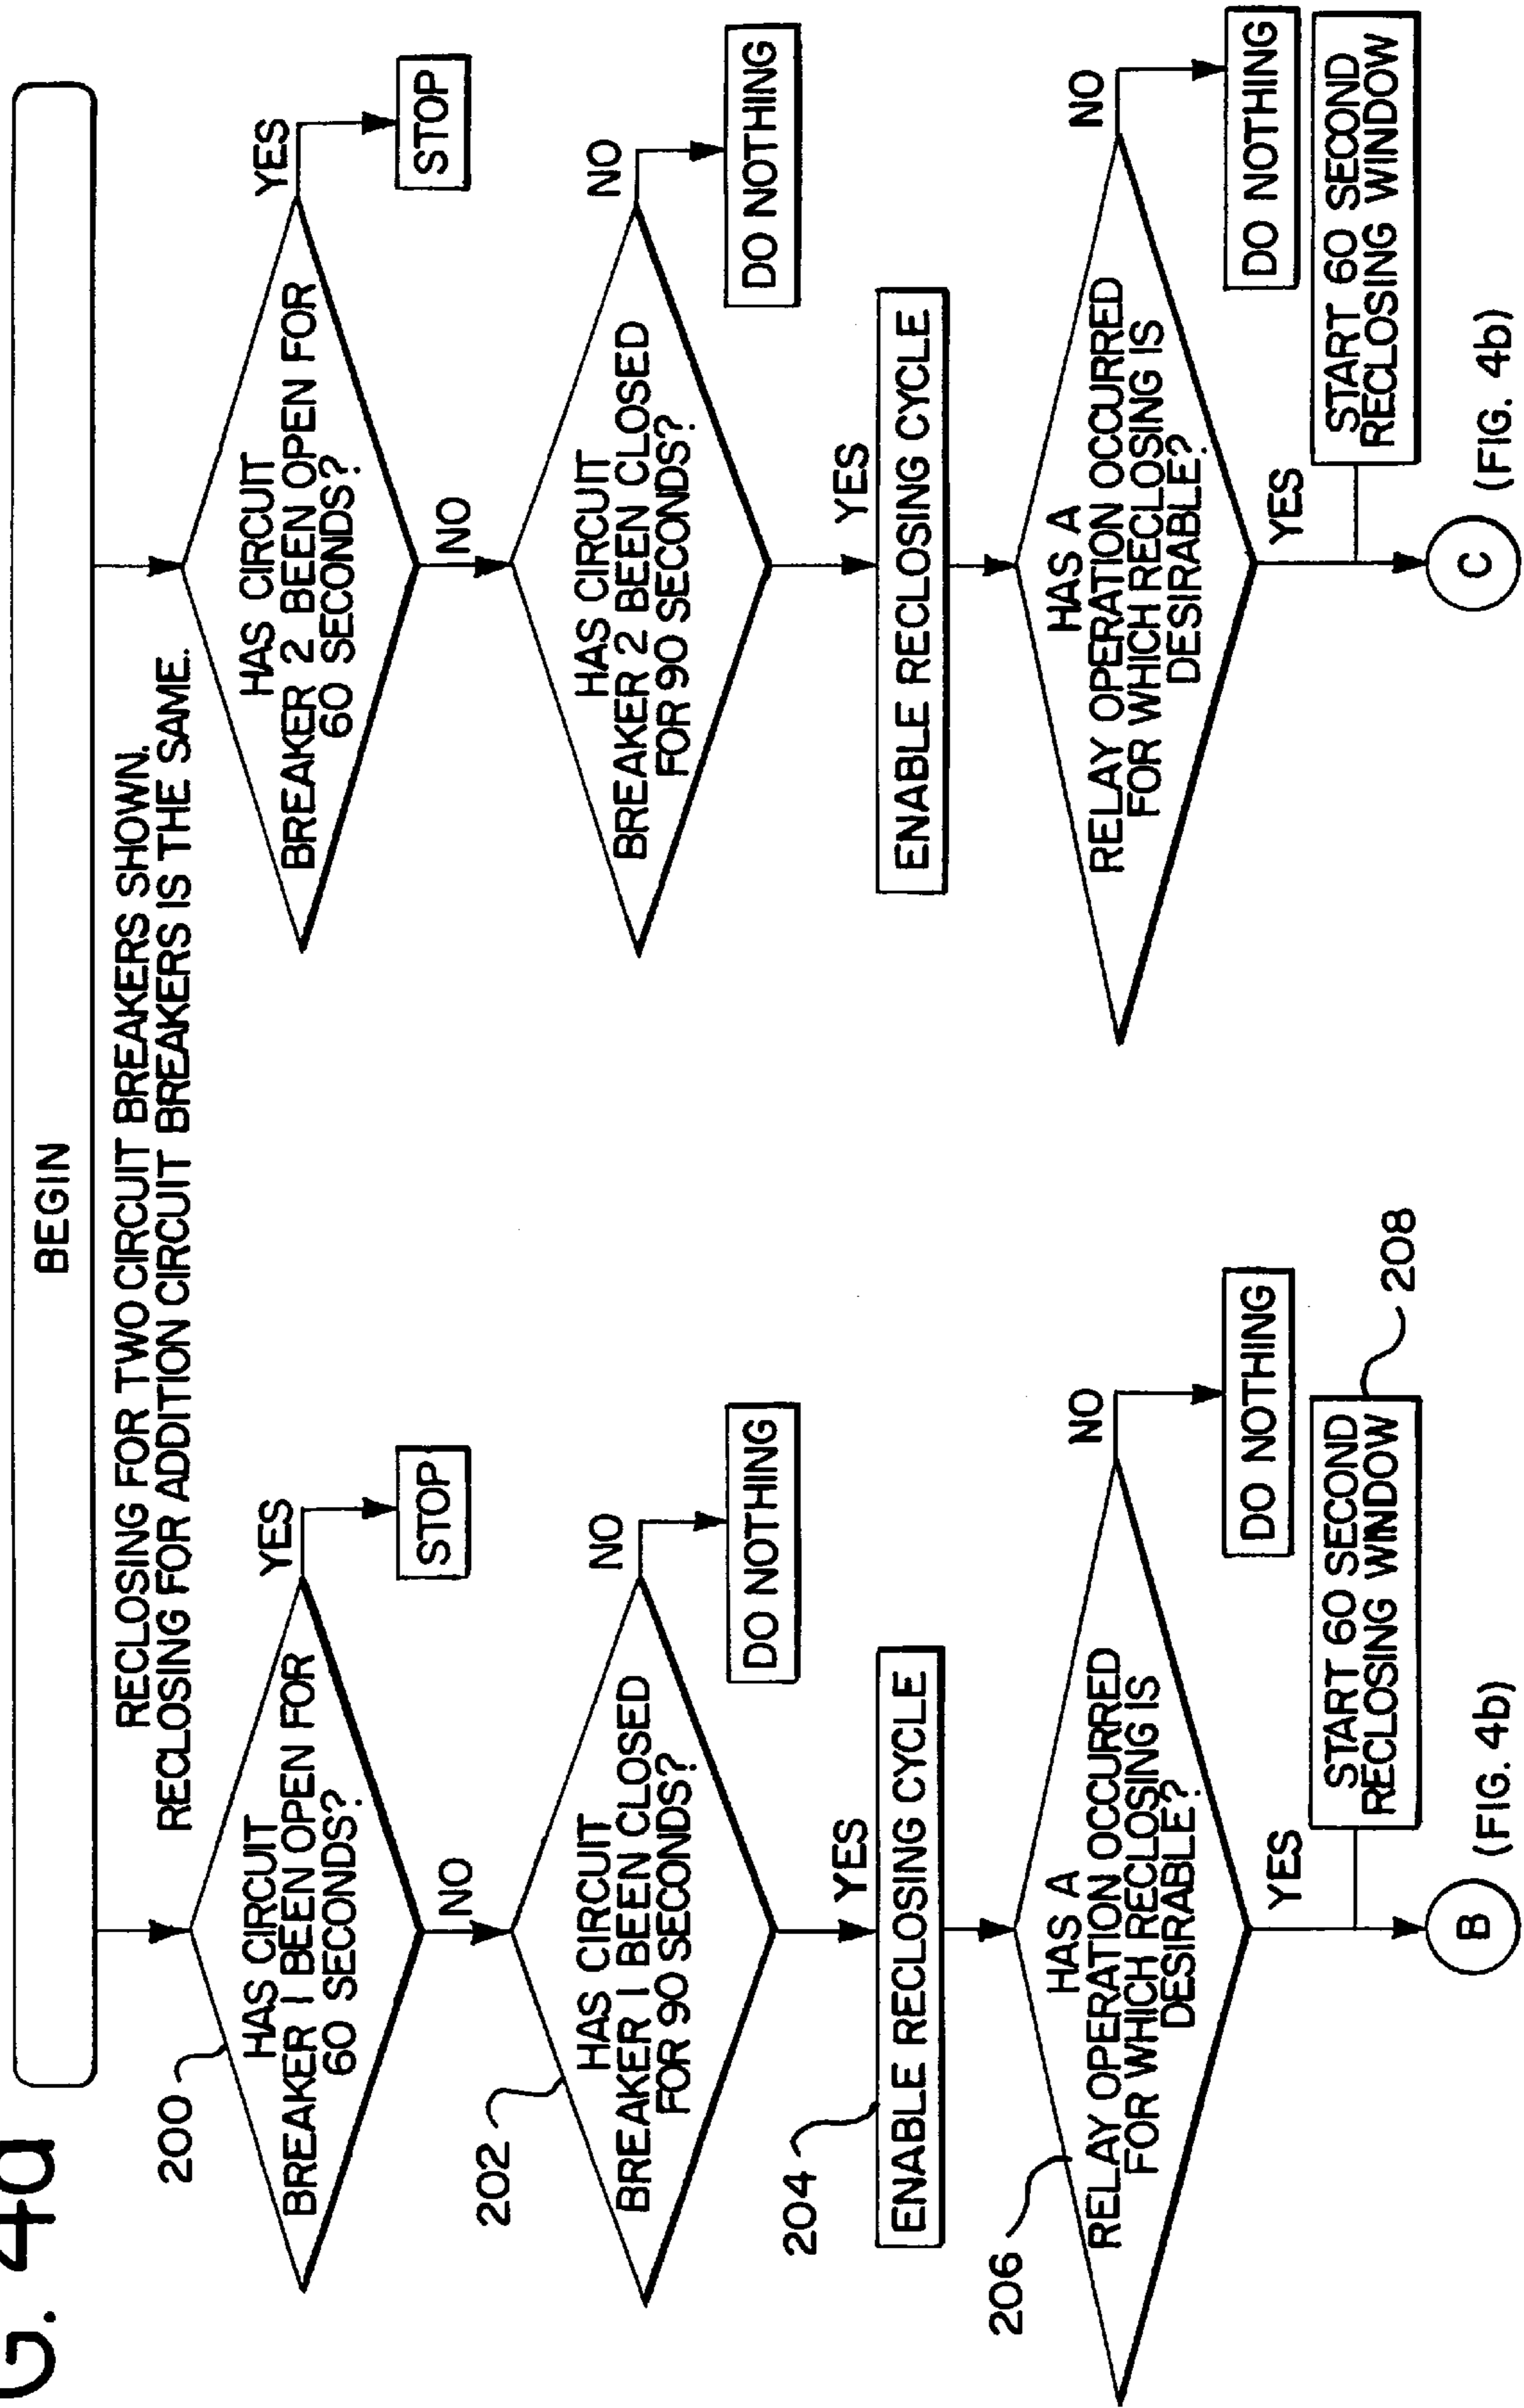 G. 4a
BEGIN
RECLOSING FOR TWO CIRCUIT BREAKERS SHOWN.
RECLOSING FOR ADDITION CIRCUIT BREAKERS IS THE SAME.
200
HAS CIRCUIT
BREAKER 1 BEEN OPEN FOR
60 SECONDS?
YES
STOP
NO
202
HAS CIRCUIT
BREAKER 1 BEEN CLOSED
FOR 90 SECONDS?
NO
DO NOTHING
YES
204
ENABLE RECLOSING CYCLE
206
HAS A
RELAY OPERATION OCCURRED
FOR WHICH RECLOSING IS
DESIRABLE?
NO
DO NOTHING
YES
START 60 SECOND
RECLOSING WINDOW
208
B
(FIG. 4b)
HAS CIRCUIT
BREAKER 2 BEEN OPEN FOR
60 SECONDS?
YES
STOP
NO
HAS CIRCUIT
BREAKER 2 BEEN CLOSED
FOR 90 SECONDS?
NO
DO NOTHING
YES
ENABLE RECLOSING CYCLE
HAS A
RELAY OPERATION OCCURRED
FOR WHICH RECLOSING IS
DESIRABLE?
NO
DO NOTHING
YES
START 60 SECOND
RECLOSING WINDOW
C
(FIG. 4b)